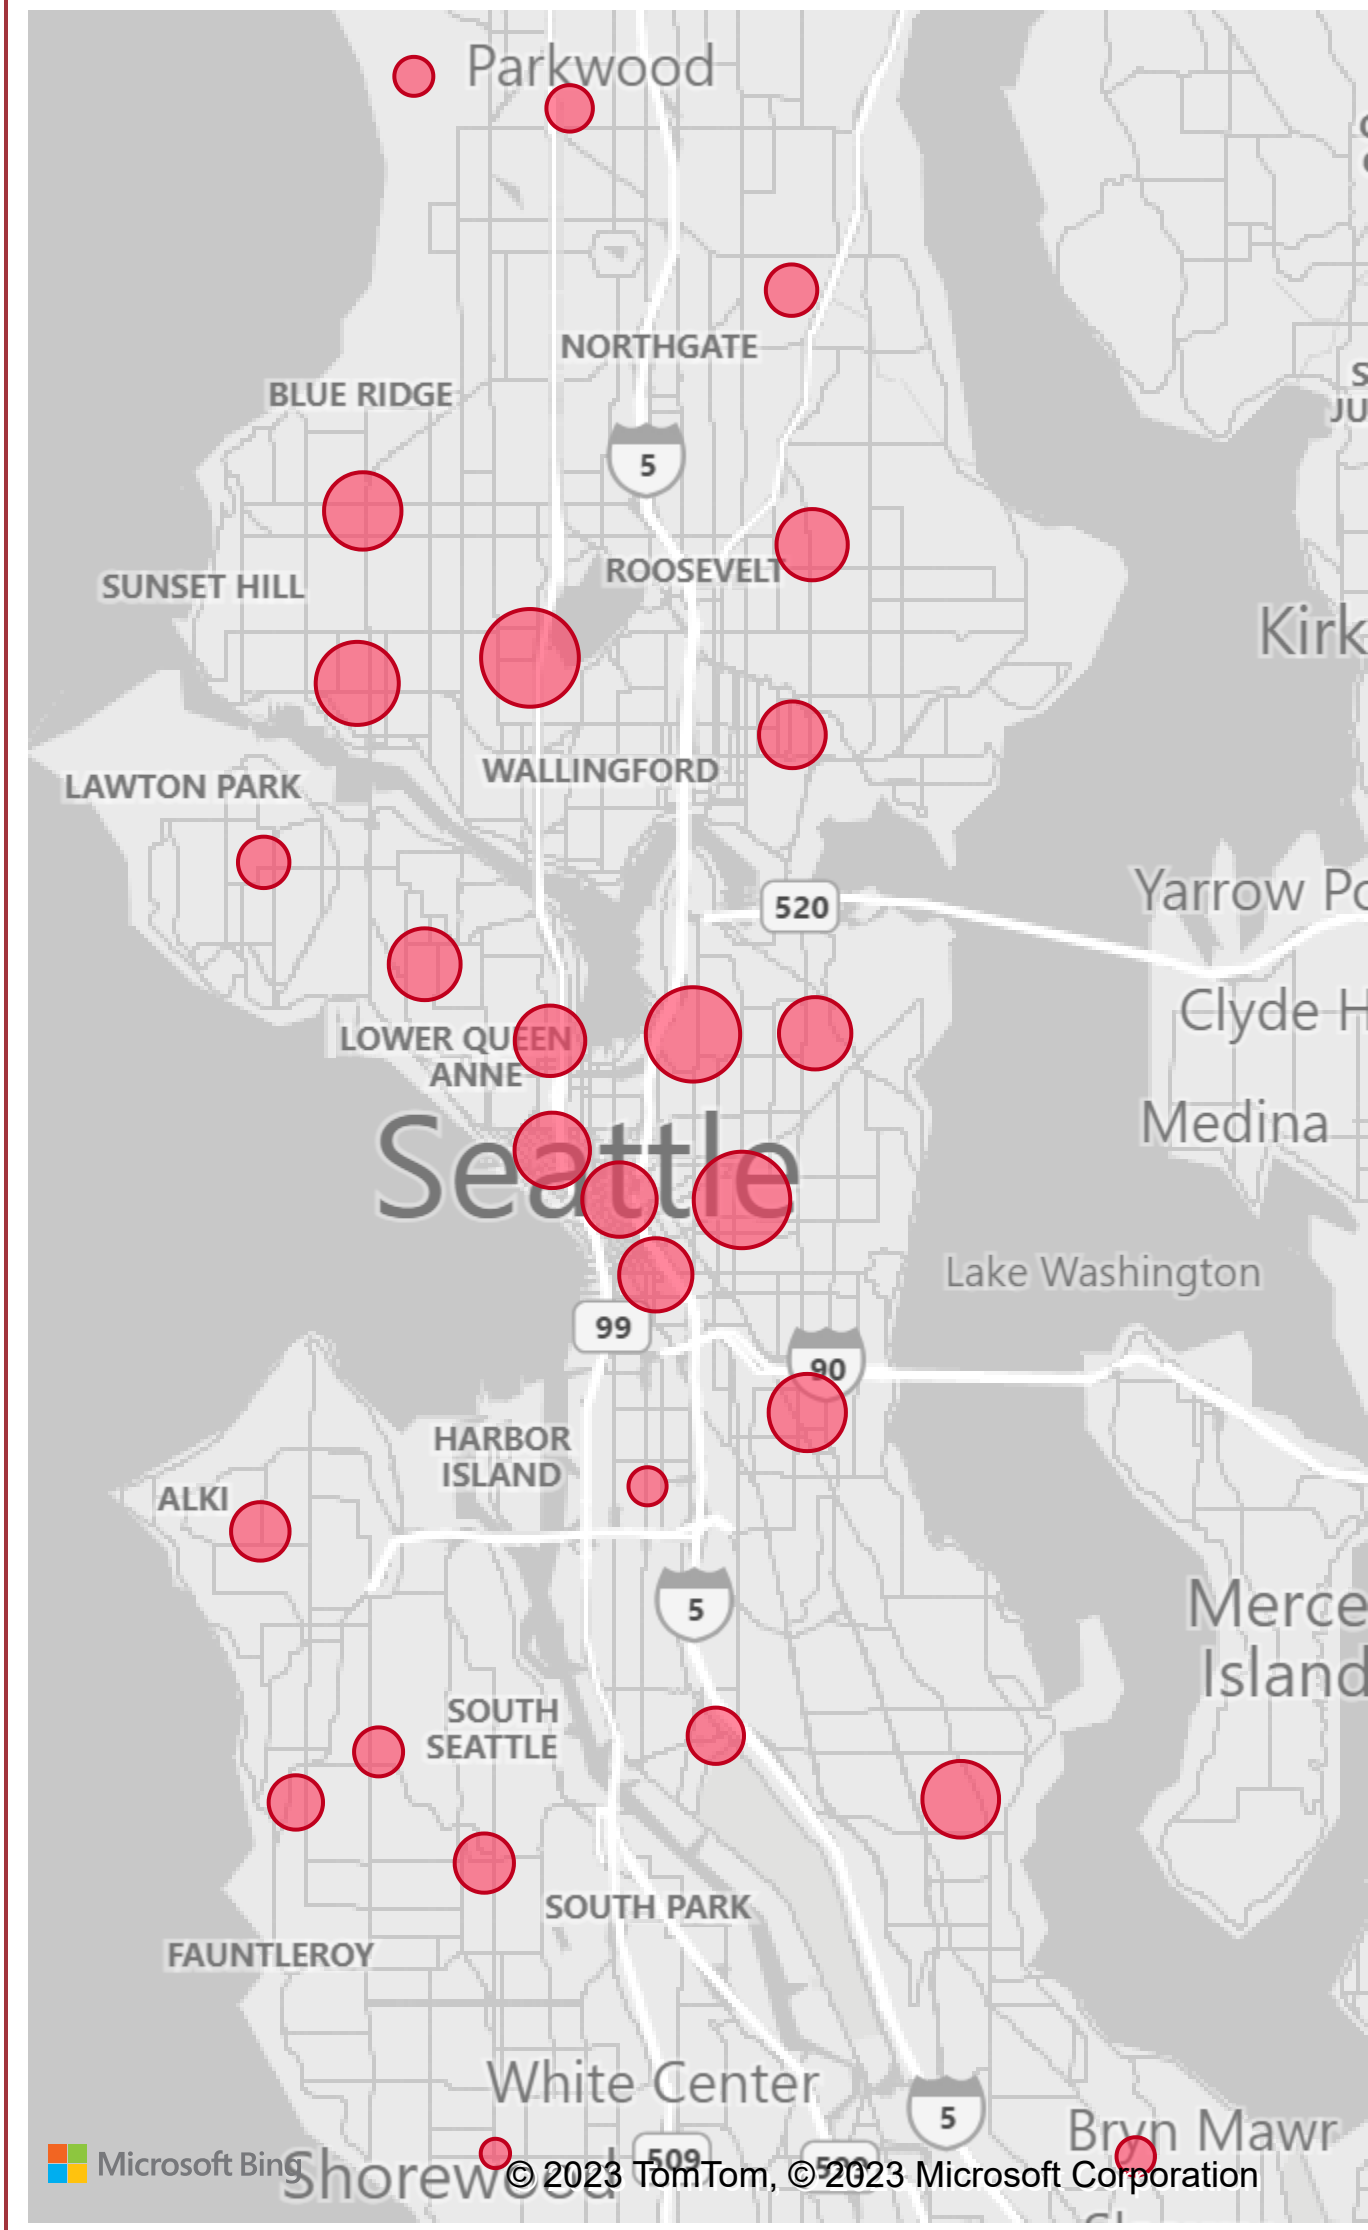 Parkwood
NORTHGATE
BLUE RIDGE
5
ROOSEVELT
SUNSET HILL
Kirk
WALLINGFORD
LAWTON PARK
Yarrow Po
520
Clyde H
LOWER QUEEN
ANNE
Medina
Seattle
Lake Washington
99
90
HARBOR
ISLAND
ALKI
5
Merce
Island
SOUTH
SEATTLE
SOUTH PARK
FAUNTLEROY
White Center
5
Bryn Mawr
509
Microsoft Bing
Shorewood
© 2023 TomTom, © 2023 Microsoft Corporation